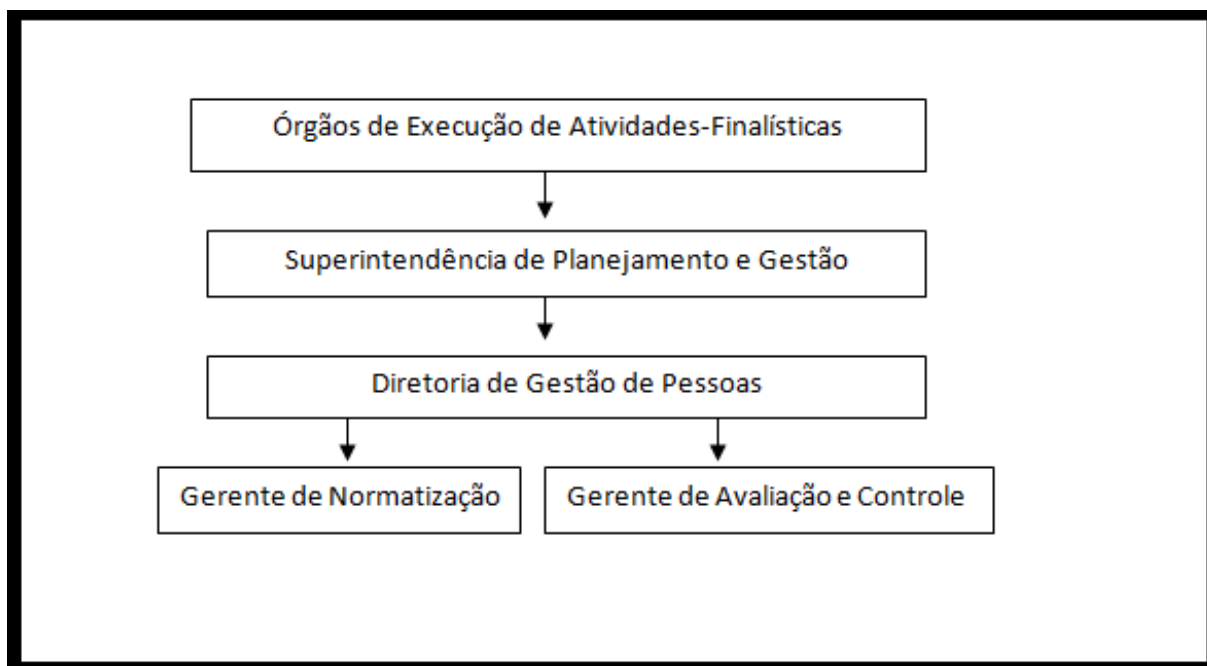 Órgãos de Execução de Atividades-Finalísticas
Superintendência de Planejamento e Gestão
Diretoria de Gestão de Pessoas
Gerente de Normatização
Gerente de Avaliação e Controle